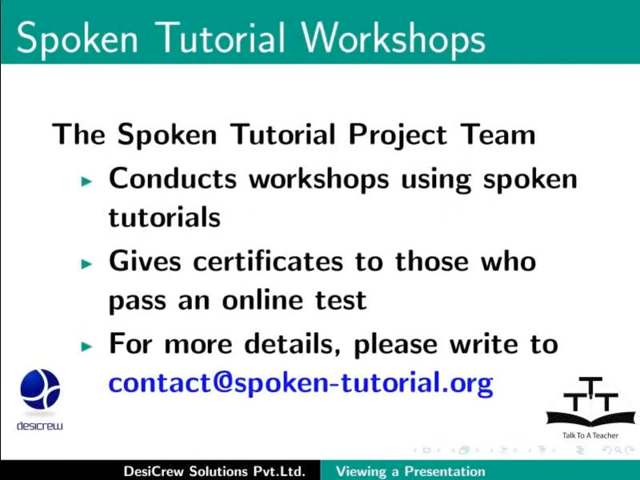 Spoken Tutorial Workshops
The Spoken Tutorial Project Team
Conducts workshops using spoken
tutorials
Gives certificates to those who
pass an online test
For more details, please write to
contact@spoken-tutorial.org
desicrew
TTT
Talk To A Teacher
DesiCrew Solutions Pvt.Ltd.
Viewing a Presentation